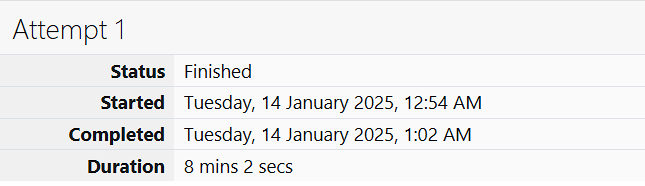 Attempt 1
Status Finished
Started Tuesday, 14 January 2025, 12:54 AM
Completed Tuesday, 14 January 2025, 1:02 AM
Duration 8 mins 2 secs